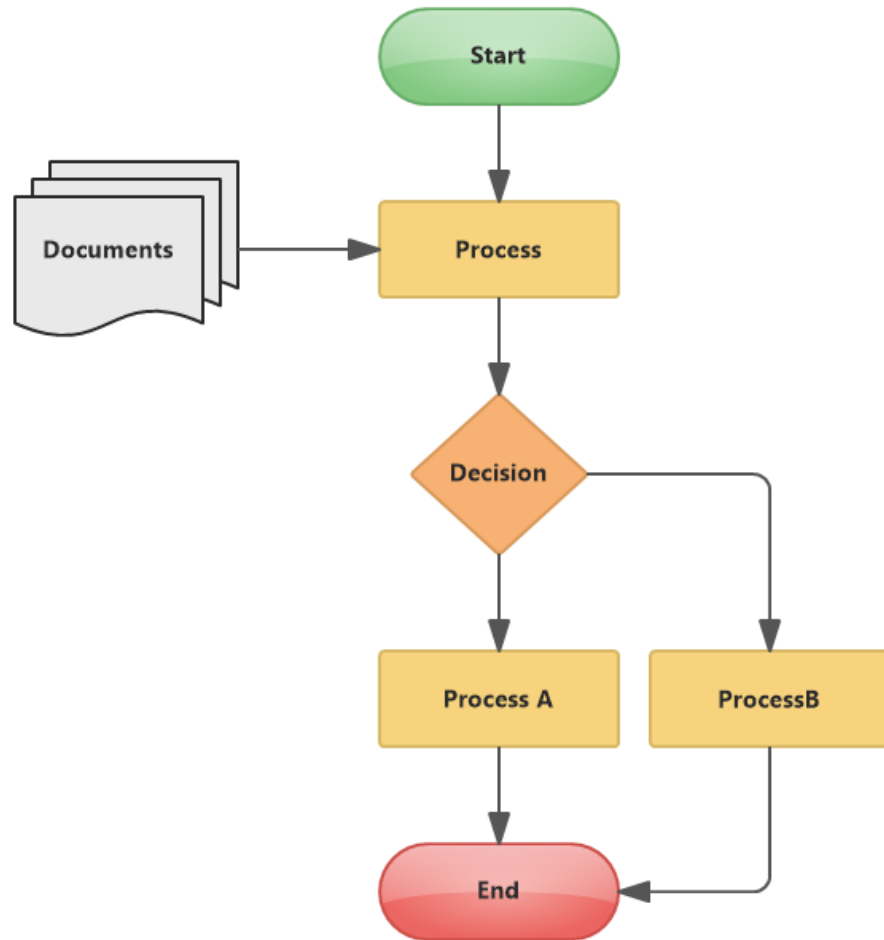 Start
Documents
Process
Decision
Process A
ProcessB
End